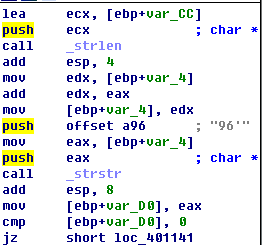 lea ecx, [ebp+var_CC]
push ecx ; char *
call _strlen
add esp, 4
mov edx, [ebp+var_4]
add edx, eax
mov [ebp+var_4], edx
push offset a96 ; "96'"
mov eax, [ebp+var_4]
push eax ; char *
call _strstr
add esp, 8
mov [ebp+var_D0], eax
cmp [ebp+var_D0], 0
jz short loc_401141